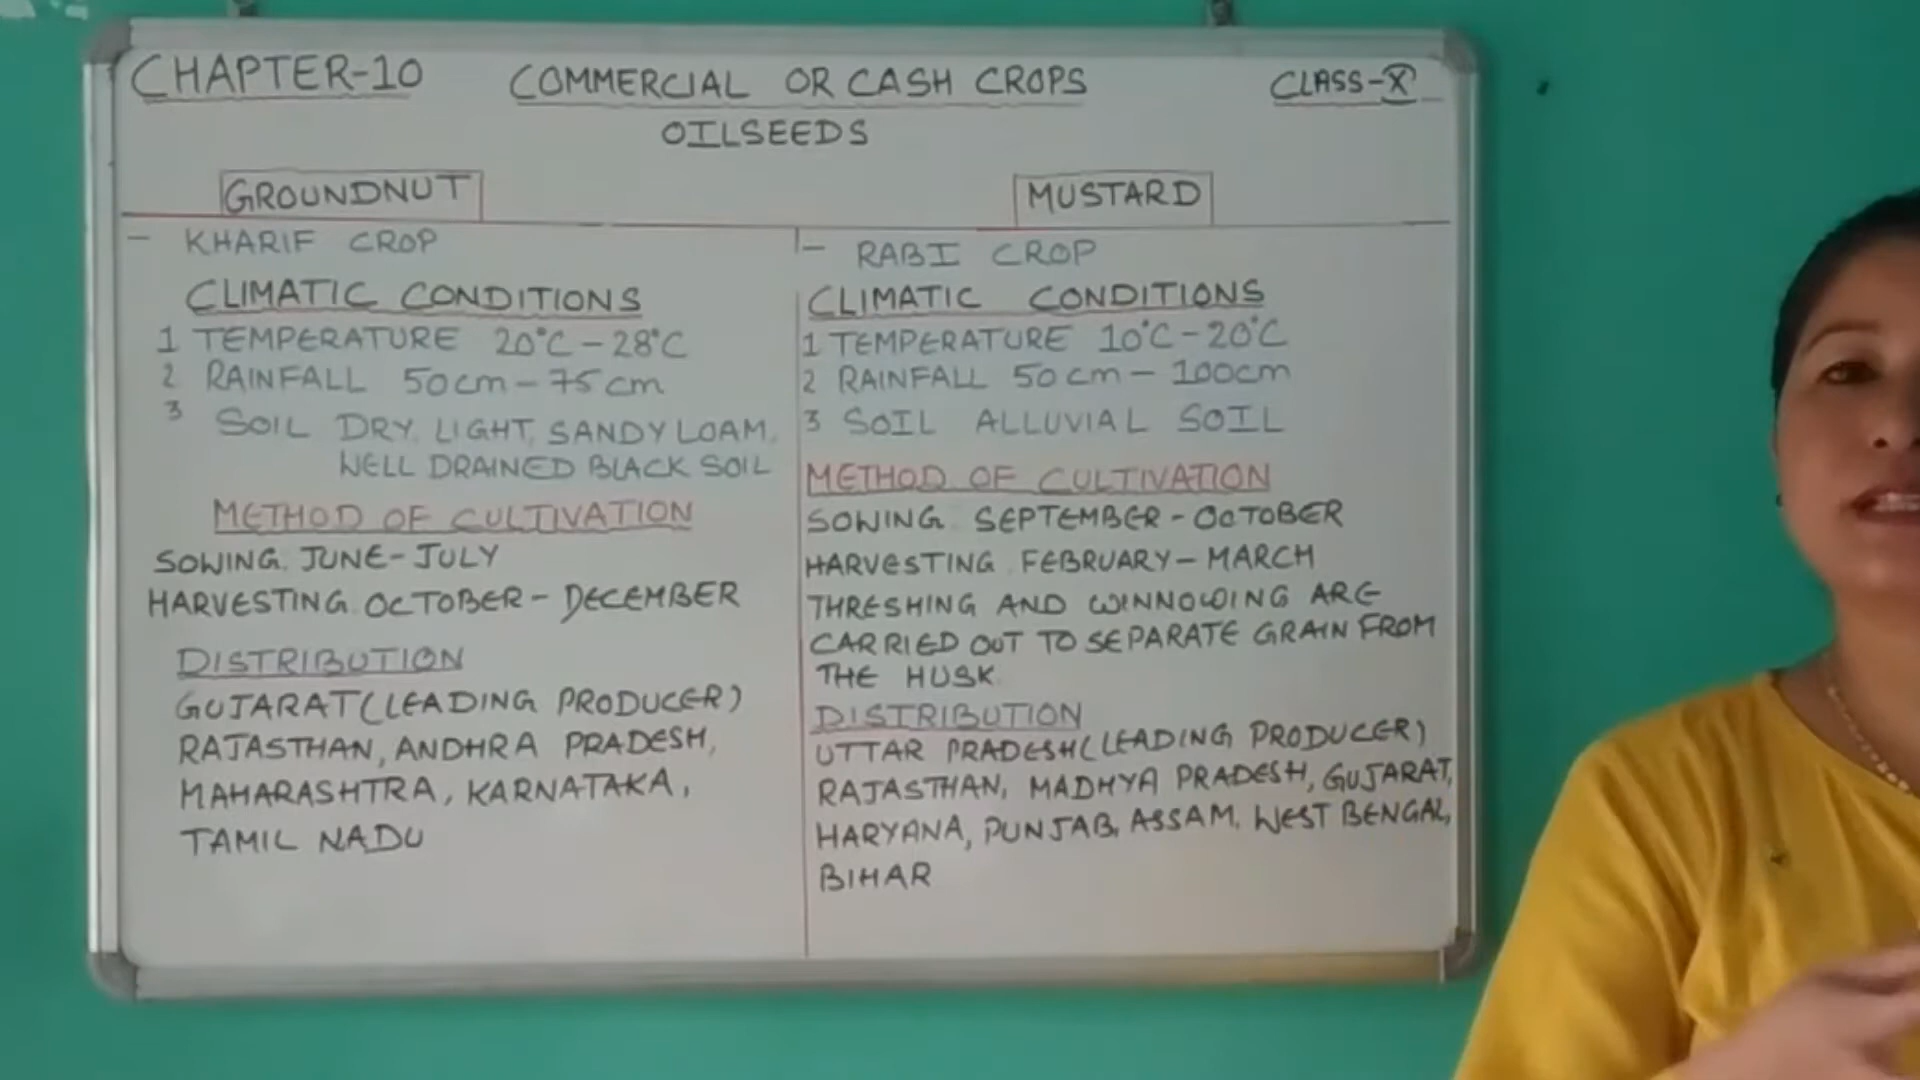 CHAPTER-10 COMMERCIAL OR CASH CROPS CLASS-X
OILSEEDS
GROUNDNUT
- KHARIF CROP
CLIMATIC CONDITIONS
1 TEMPERATURE 20°C - 28°C
2 RAINFALL 50cm - 75cm
3 SOIL DRY, LIGHT, SANDY LOAM,
WELL DRAINED BLACK SOIL
METHOD OF CULTIVATION
SOWING. JUNE-JULY
HARVESTING. OCTOBER - DECEMBER
DISTRIBUTION
GUJARAT (LEADING PRODUCER)
RAJASTHAN, ANDHRA PRADESH,
MAHARASHTRA, KARNATAKA,
TAMIL NADU
MUSTARD
- RABI CROP
CLIMATIC CONDITIONS
1 TEMPERATURE 10°C - 20°C
2 RAINFALL 50cm - 100cm
3 SOIL ALLUVIAL SOIL
METHOD OF CULTIVATION
SOWING. SEPTEMBER - OCTOBER
HARVESTING. FEBRUARY - MARCH
THRESHING AND WINNOWING ARE
CARRIED OUT TO SEPARATE GRAIN FROM
THE HUSK.
DISTRIBUTION
UTTAR PRADESH (LEADING PRODUCER)
RAJASTHAN, MADHYA PRADESH, GUJARAT,
HARYANA, PUNJAB, ASSAM, WEST BENGAL,
BIHAR